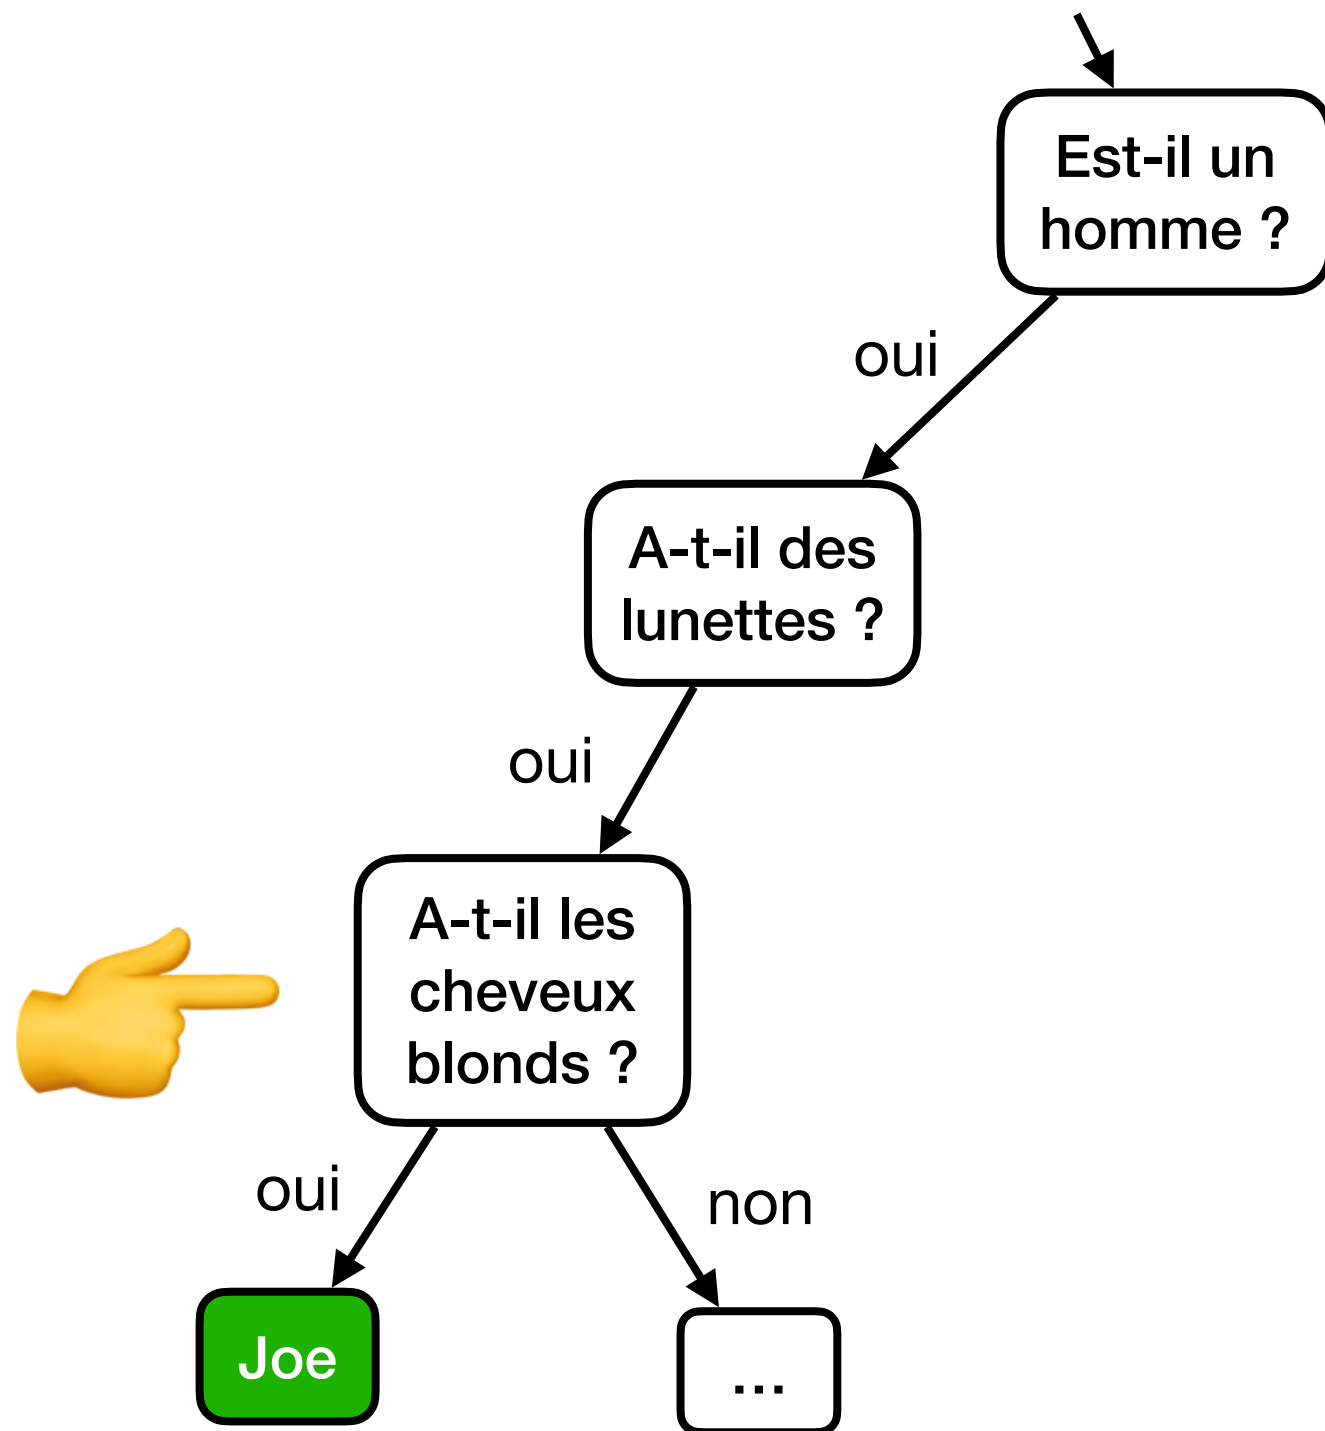 Est-il un
homme ?
oui
A-t-il des
lunettes ?
oui
A-t-il les
cheveux
blonds ?
oui
non
Joe
...